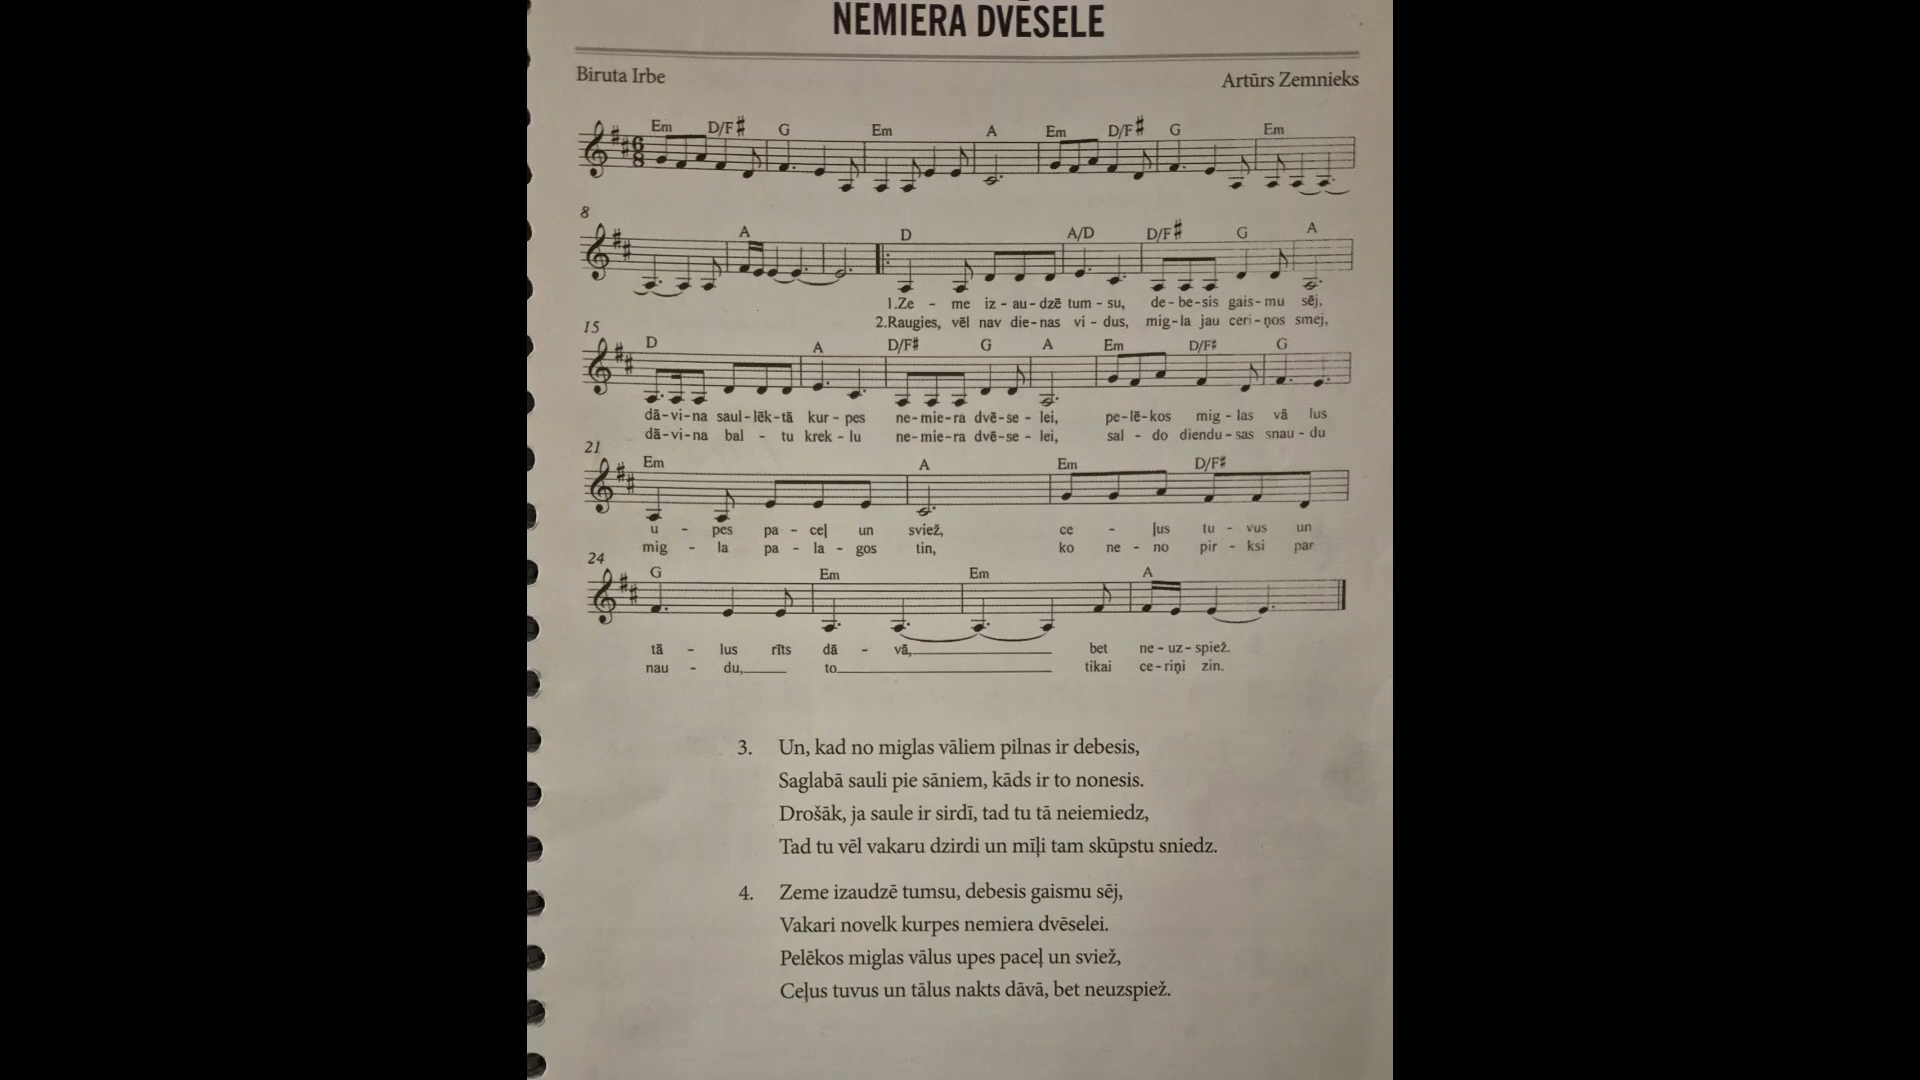 NEMIERA DVĒSELE
Biruta Irbe
Artūrs Zemnieks
Em D/F# G Em A Em D/F# G Em
6
8
8
A D A/D D/F# G A
1.Ze - me iz - au - dzē tum - su, de - be - sis gais - mu sēj,
2.Raugies, vēl nav die - nas vi - dus, mig - la jau ceri - ņos smej,
15
D A D/F# G A Em D/F# G
dā - vi - na saul - lēk - tā kur - pes ne - mie - ra dvē - se - lei, pe - lē - kos mig - las vā lus
dā - vi - na bal - tu krek - lu ne - mie - ra dvē - se - lei, sal - do diendu - sas snau - du
21
Em A Em D/F#
u - pes pa - ceļ un sviež, ce - ļus tu - vus un
mig - la pa - la - gos tin, ko ne - no pir - ksi par
24
G Em Em A
tā - lus rīts dā - vā, bet ne - uz - spiež.
nau - du, to tikai ce - riņi zin.
3. Un, kad no miglas vāliem pilnas ir debesis,
Saglabā sauli pie sāniem, kāds ir to nonesis.
Drošāk, ja saule ir sirdī, tad tu tā neiemiedz,
Tad tu vēl vakaru dzirdi un mīļi tam skūpstu sniedz.
4. Zeme izaudzē tumsu, debesis gaismu sēj,
Vakari novelk kurpes nemiera dvēselei.
Pelēkos miglas vālus upes paceļ un sviež,
Ceļus tuvus un tālus nakts dāvā, bet neuzspiež.